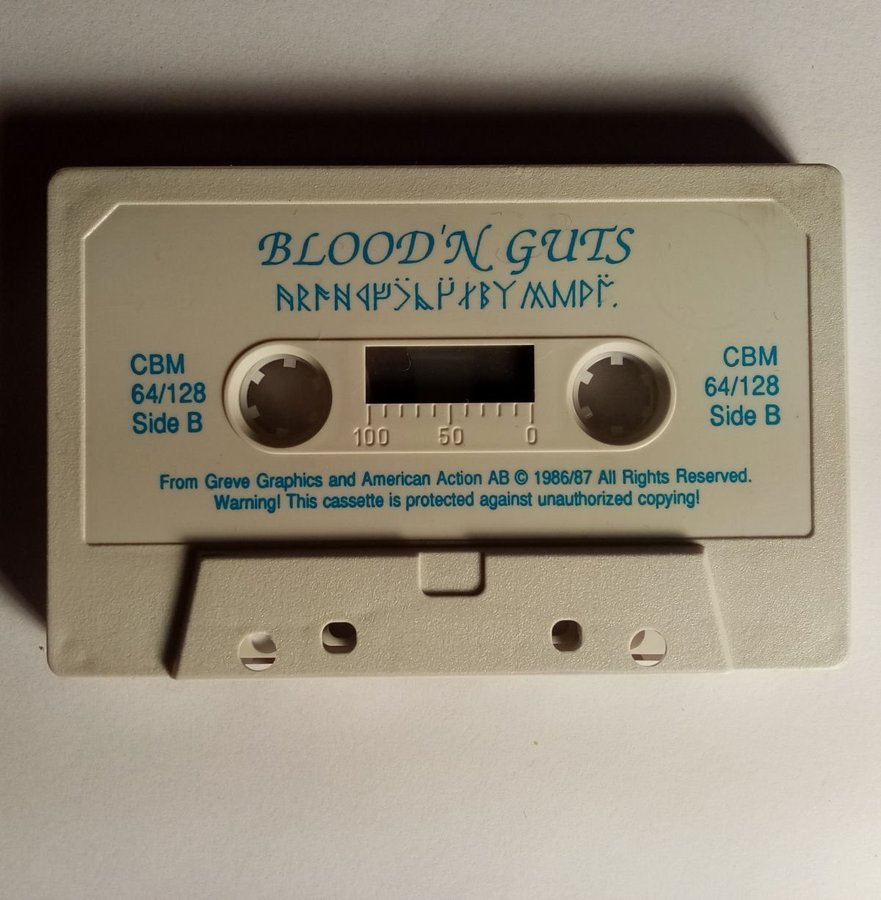 BLOOD'N GUTS
CBM
64/128
Side B
100 50 0
CBM
64/128
Side B
From Greve Graphics and American Action AB © 1986/87 All Rights Reserved.
Warning! This cassette is protected against unauthorized copying!